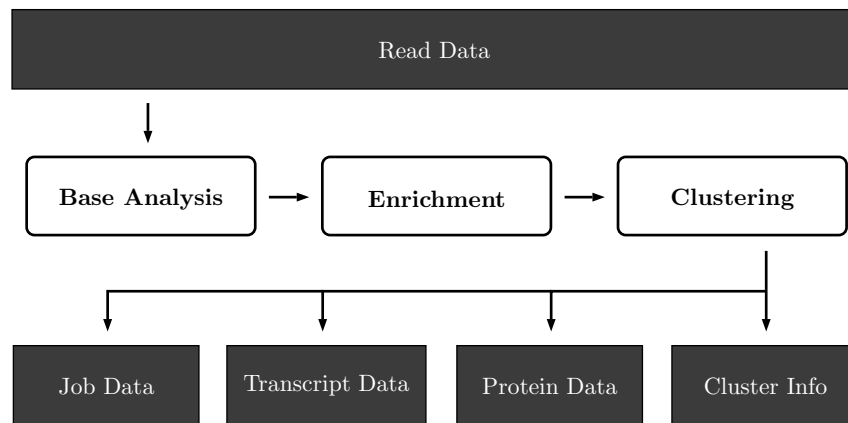 Read Data
Base Analysis
Enrichment
Clustering
Job Data
Transcript Data
Protein Data
Cluster Info